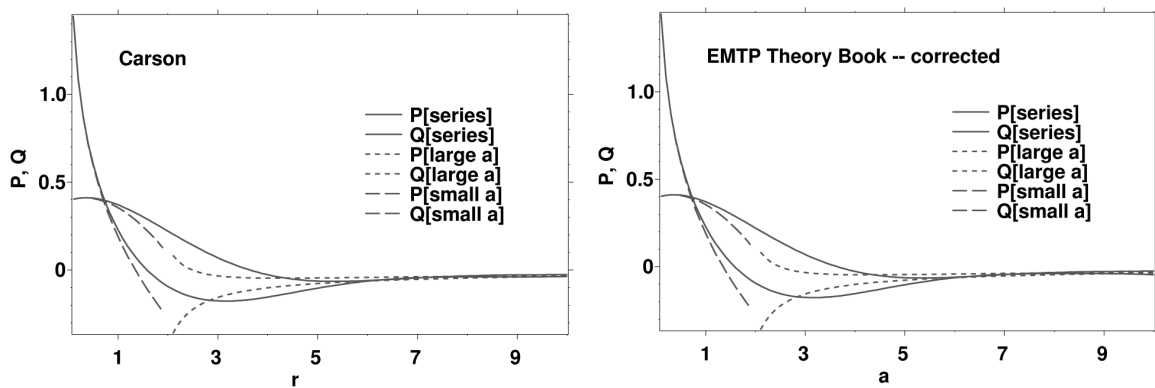 Carson
P[series]
Q[series]
P[large a]
Q[large a]
P[small a]
Q[small a]
P, Q
1.0
0.5
0
1 3 5 7 9
r
EMTP Theory Book -- corrected
P[series]
Q[series]
P[large a]
Q[large a]
P[small a]
Q[small a]
P, Q
1.0
0.5
0
1 3 5 7 9
a